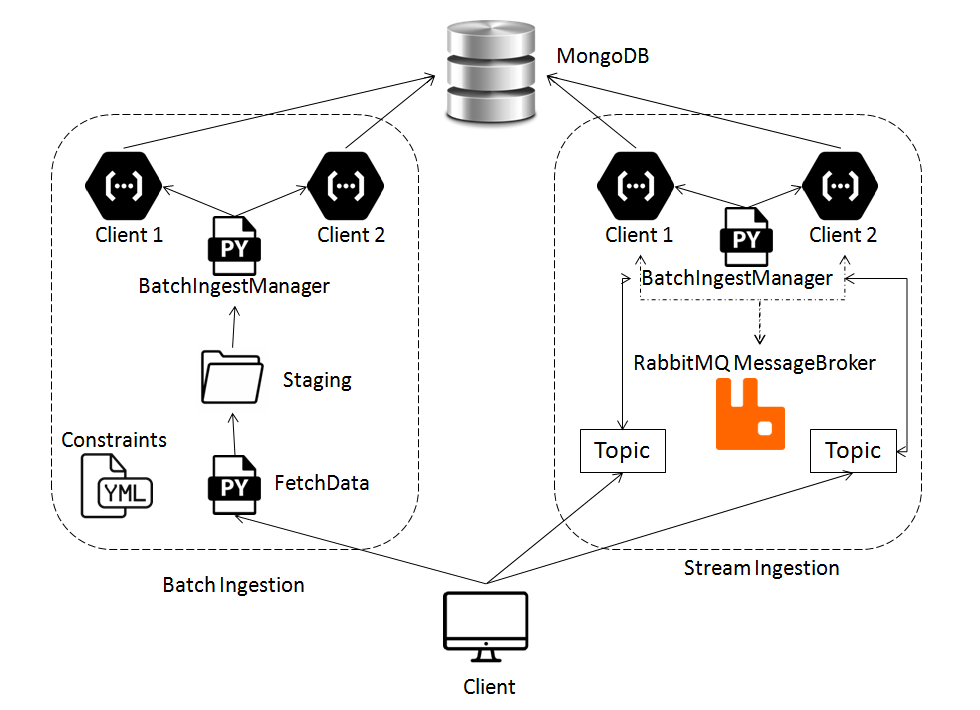 MongoDB
Client 1
PY
Client 2
BatchIngestManager
Staging
Constraints
YML
PY
FetchData
Batch Ingestion
Client 1
PY
Client 2
BatchIngestManager
RabbitMQ MessageBroker
Topic
Topic
Stream Ingestion
Client